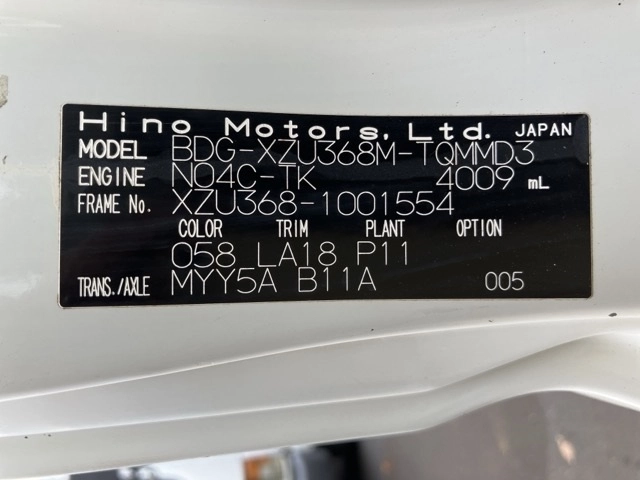 Hino Motors, Ltd. JAPAN
MODEL BDG-XZU368M-TQMMD3
ENGINE N04C-TK 4009 mL
FRAME No. XZU368-1001554
COLOR TRIM PLANT OPTION
058 LA18 P11
TRANS./AXLE MYY5A B11A 005